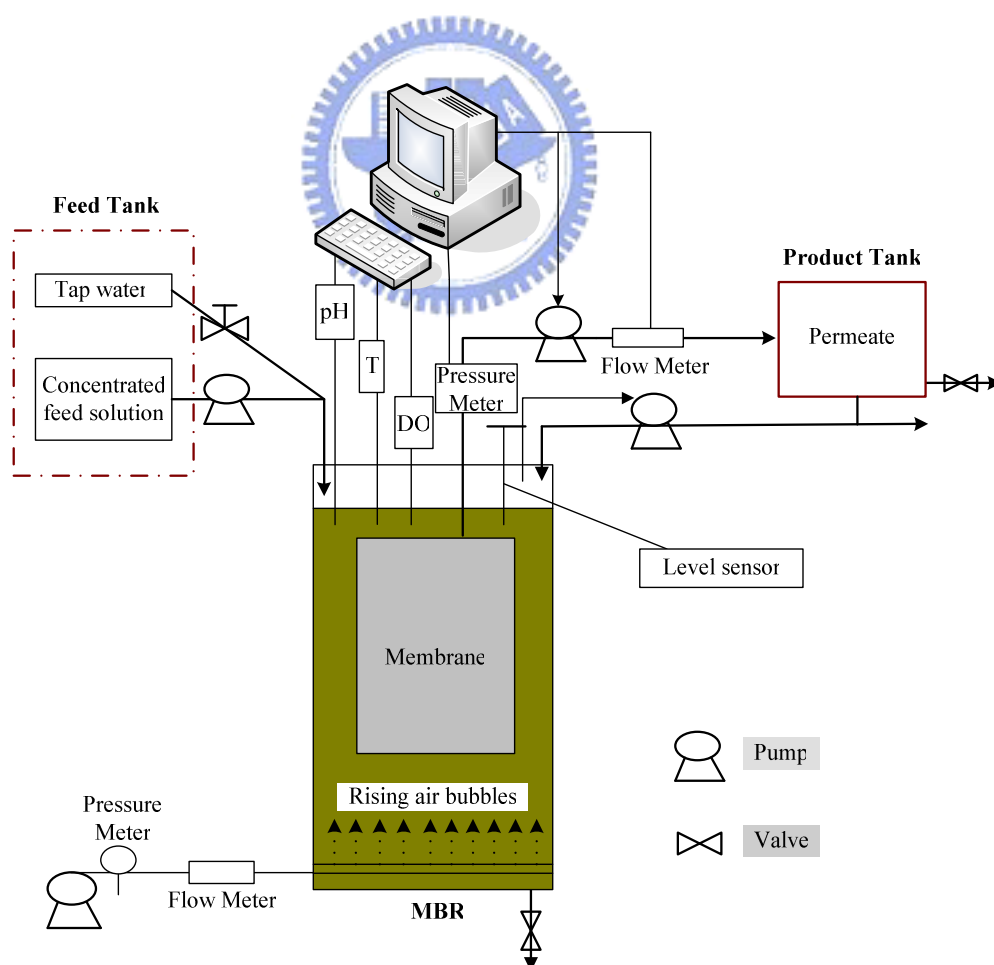 Feed Tank
Tap water
Concentrated
feed solution
pH
T
DO
Pressure
Meter
A
Flow Meter
Product Tank
Permeate
Level sensor
Membrane
Rising air bubbles
Pressure
Meter
Flow Meter
MBR
Pump
Valve